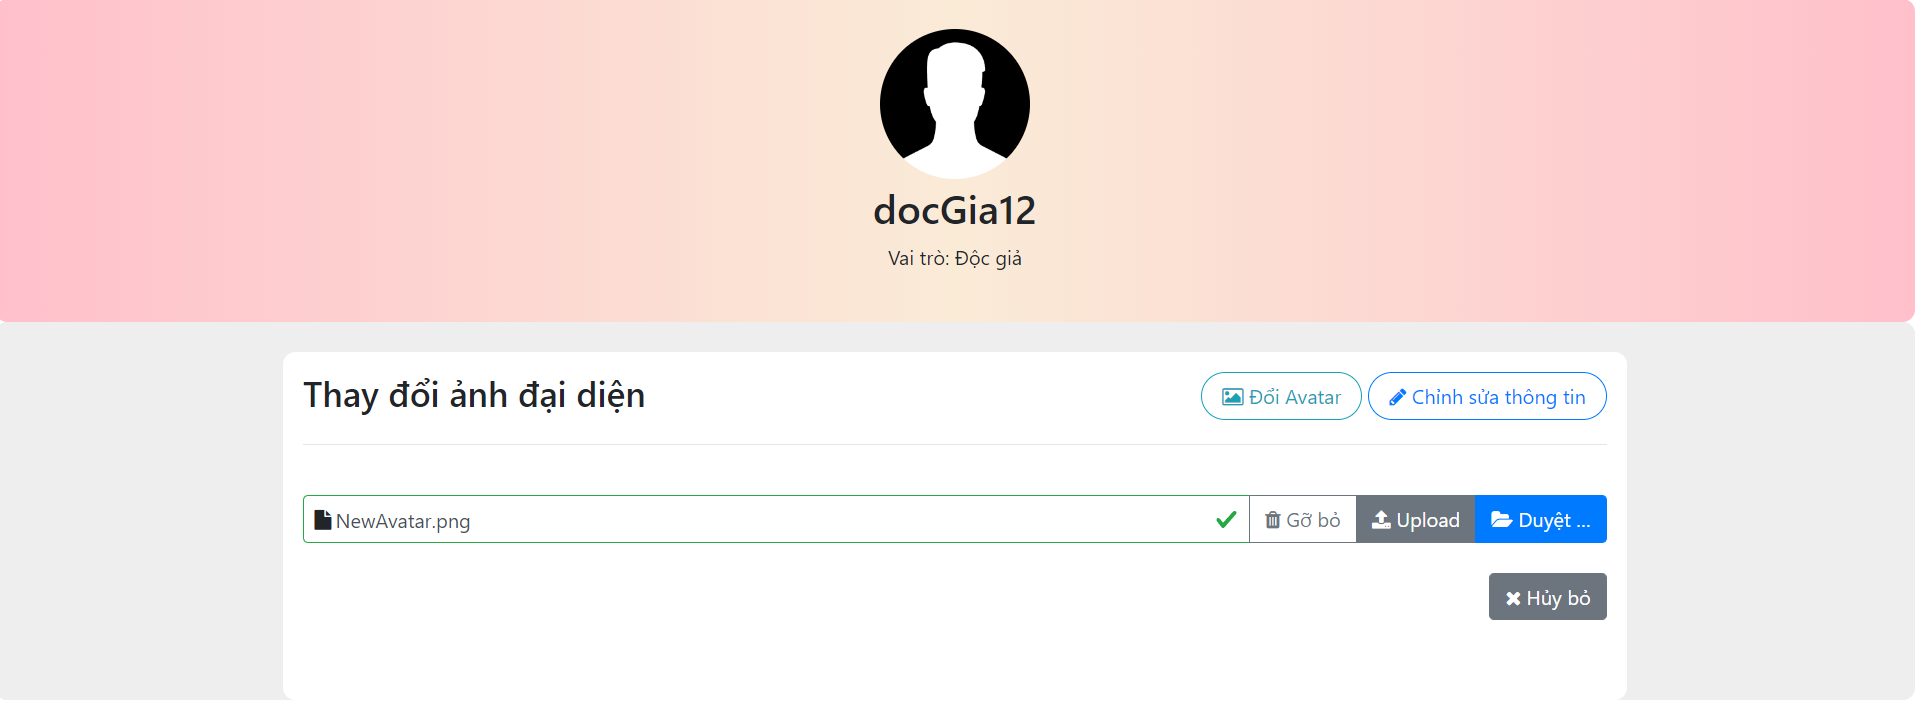 docGia12
Vai trò: Độc giả
Thay đổi ảnh đại diện
Đổi Avatar
Chỉnh sửa thông tin
NewAvatar.png
Gỡ bỏ
Upload
Duyệt ...
Hủy bỏ